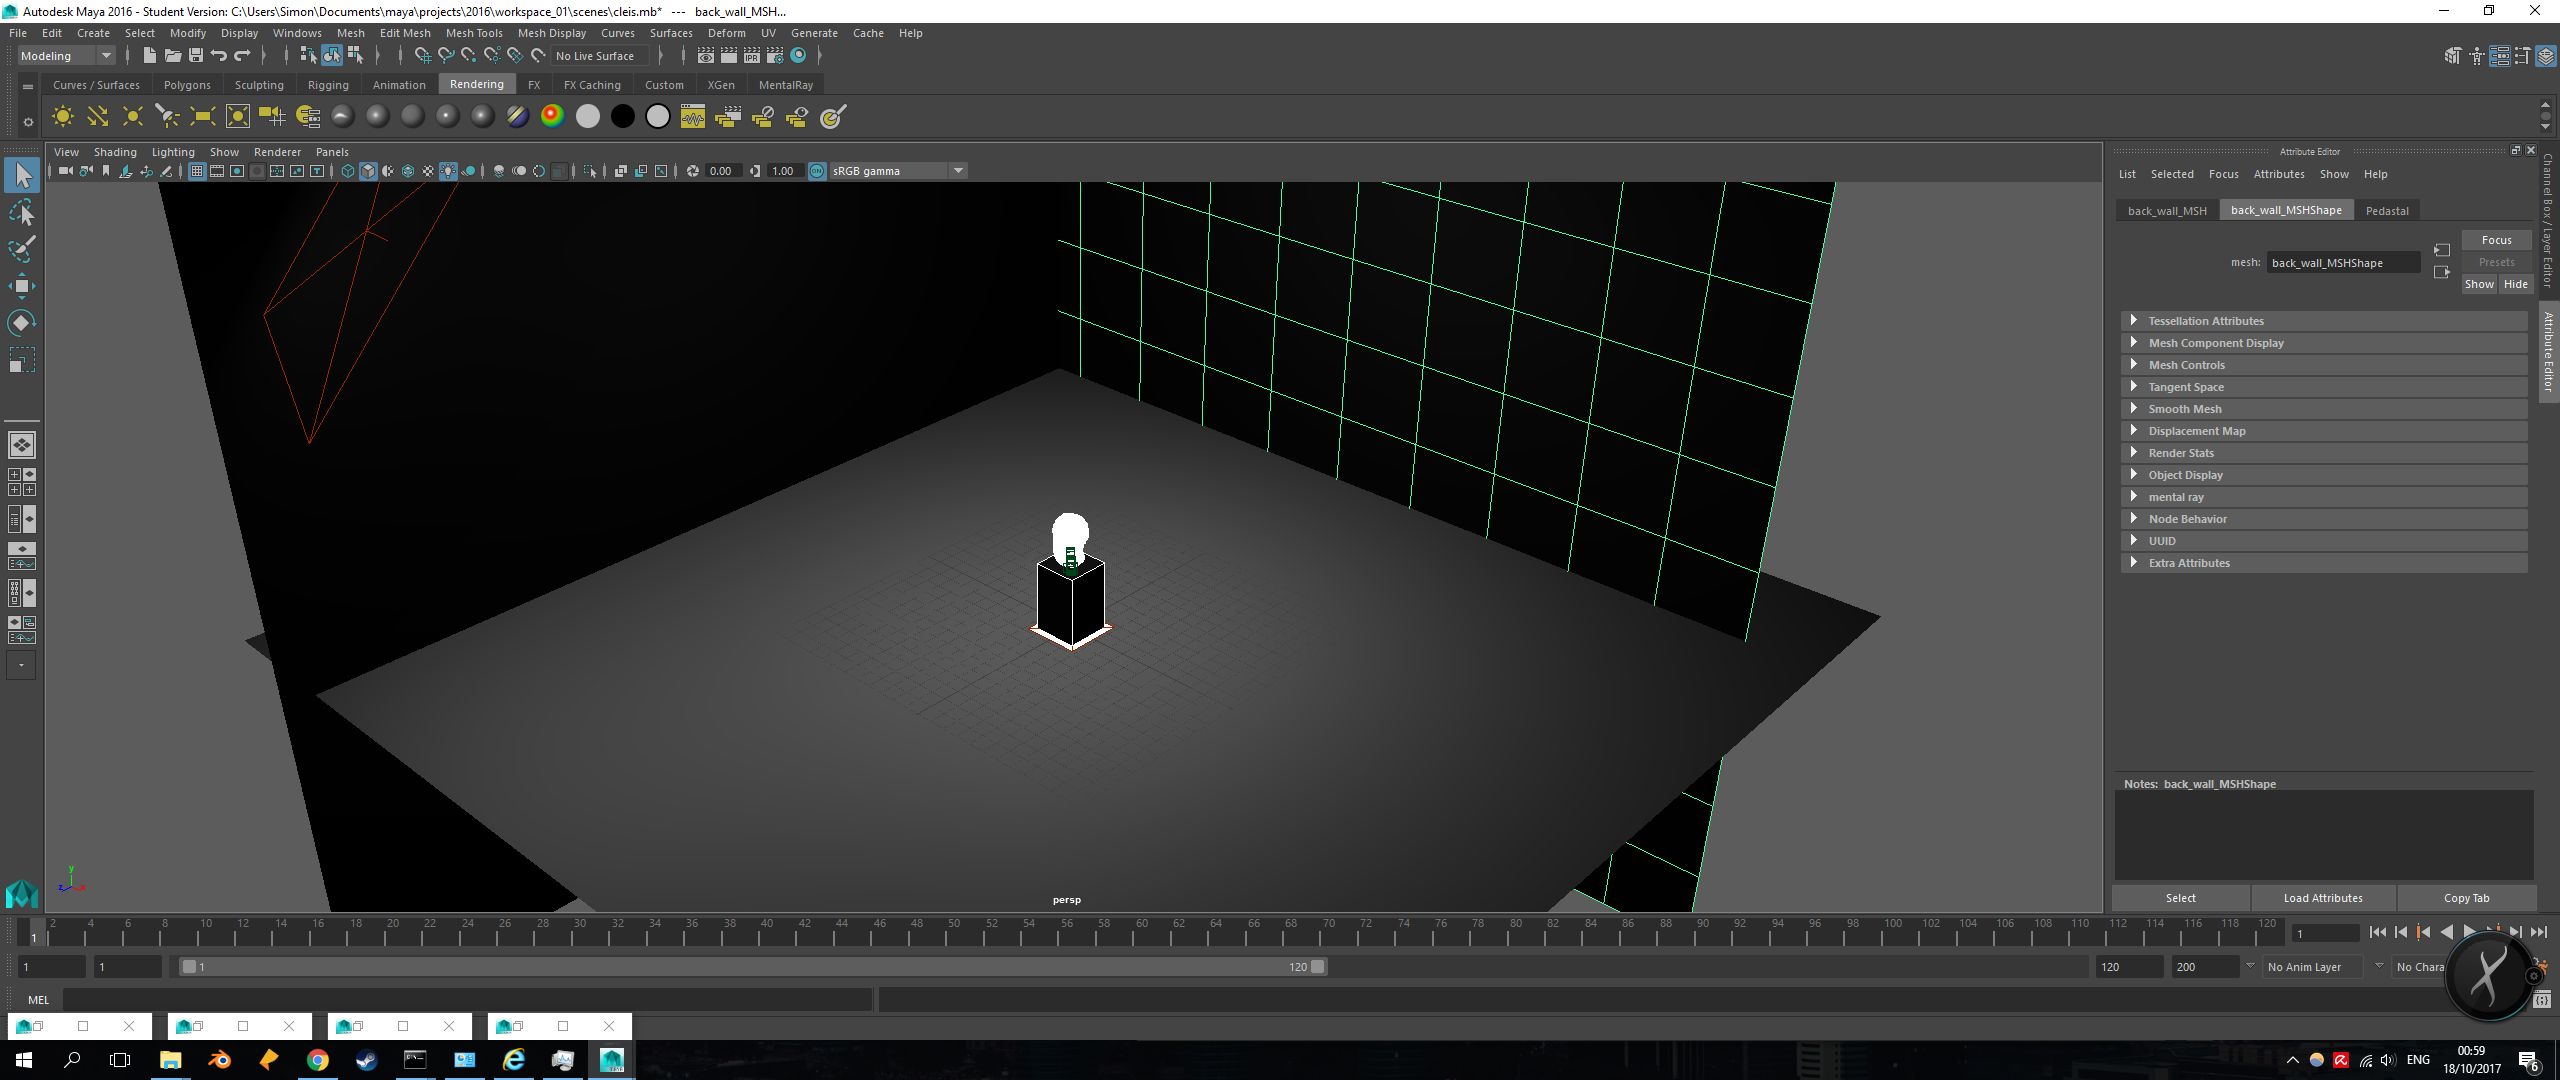 Autodesk Maya 2016 - Student Version: C:\Users\Simon\Documents\maya\projects\2016\workspace_01\scenes\cleis.mb*   ---   back_wall_MSH...
File Edit Create Select Modify Display Windows Mesh Edit Mesh Mesh Tools Mesh Display Curves Surfaces Deform UV Generate Cache Help
Modeling No Live Surface
Curves / Surfaces Polygons Sculpting Rigging Animation Rendering FX FX Caching Custom XGen MentalRay
IPR
View Shading Lighting Show Renderer Panels
0.00 1.00 ON sRGB gamma
Attribute Editor
List Selected Focus Attributes Show Help
back_wall_MSH back_wall_MSHShape Pedastal
mesh: back_wall_MSHShape
Focus
Presets
Show Hide
Tessellation Attributes
Mesh Component Display
Mesh Controls
Tangent Space
Smooth Mesh
Displacement Map
Render Stats
Object Display
mental ray
Node Behavior
UUID
Extra Attributes
Notes: back_wall_MSHShape
Select Load Attributes Copy Tab
Channel Box / Layer Editor
Attribute Editor
y
z x
persp
1 2 4 6 8 10 12 14 16 18 20 22 24 26 28 30 32 34 36 38 40 42 44 46 48 50 52 54 56 58 60 62 64 66 68 70 72 74 76 78 80 82 84 86 88 90 92 94 96 98 100 102 104 106 108 110 112 114 116 118 120 1
1 1 1 120 120 200 No Anim Layer No Chara
MEL
ENG
00:59
18/10/2017
6